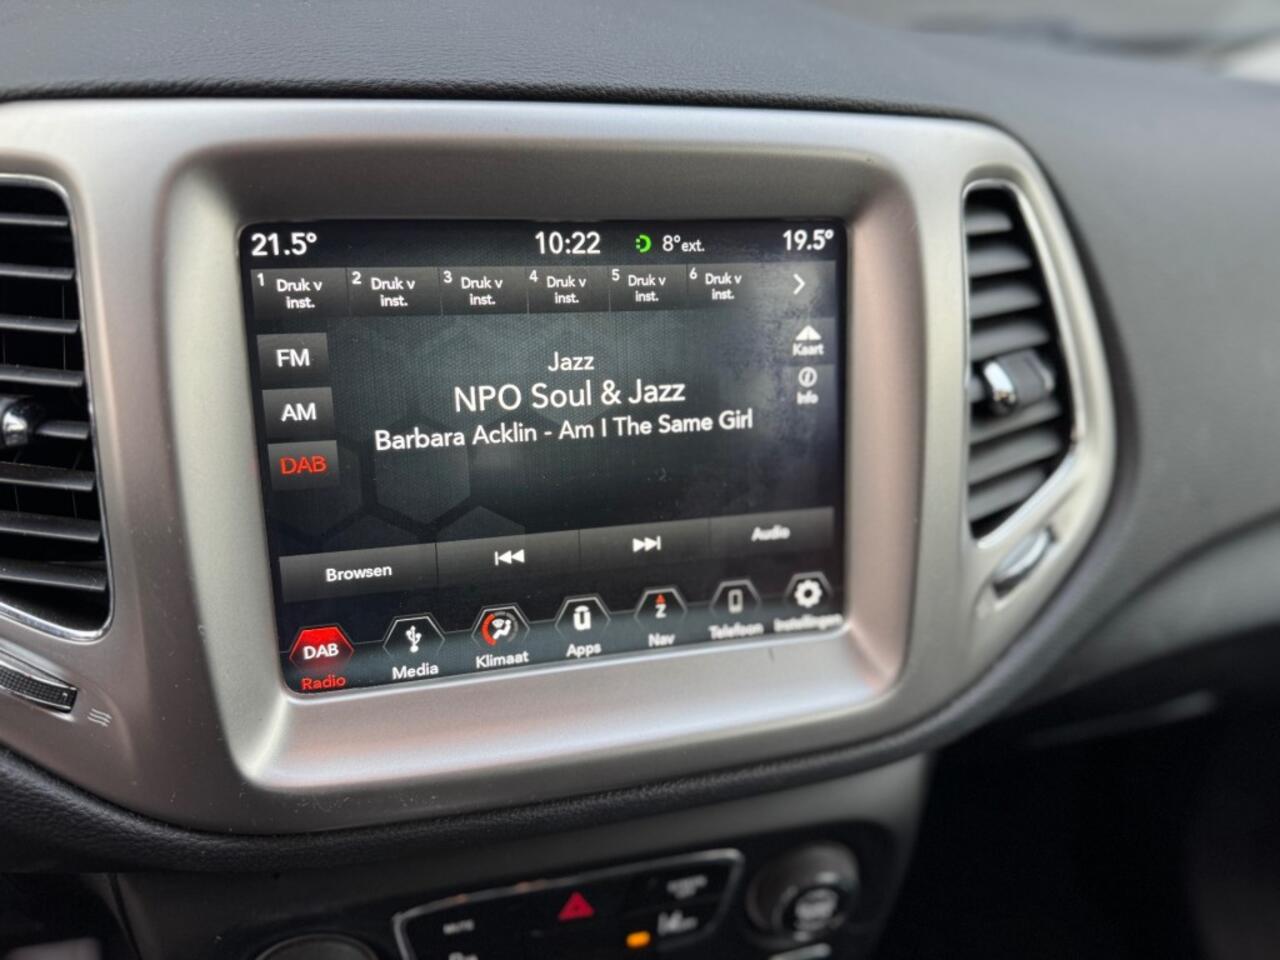 21.5° 10:22 8°ext. 19.5°
1 Druk v inst.
2 Druk v inst.
3 Druk v inst.
4 Druk v inst.
5 Druk v inst.
6 Druk v inst.
FM
AM
DAB
Kaart
Info
Jazz
NPO Soul & Jazz
Barbara Acklin - Am I The Same Girl
Browsen
Audio
DAB
Radio
Media
Klimaat
Apps
Z
Nav
Telefoon
Instellingen
MUTE